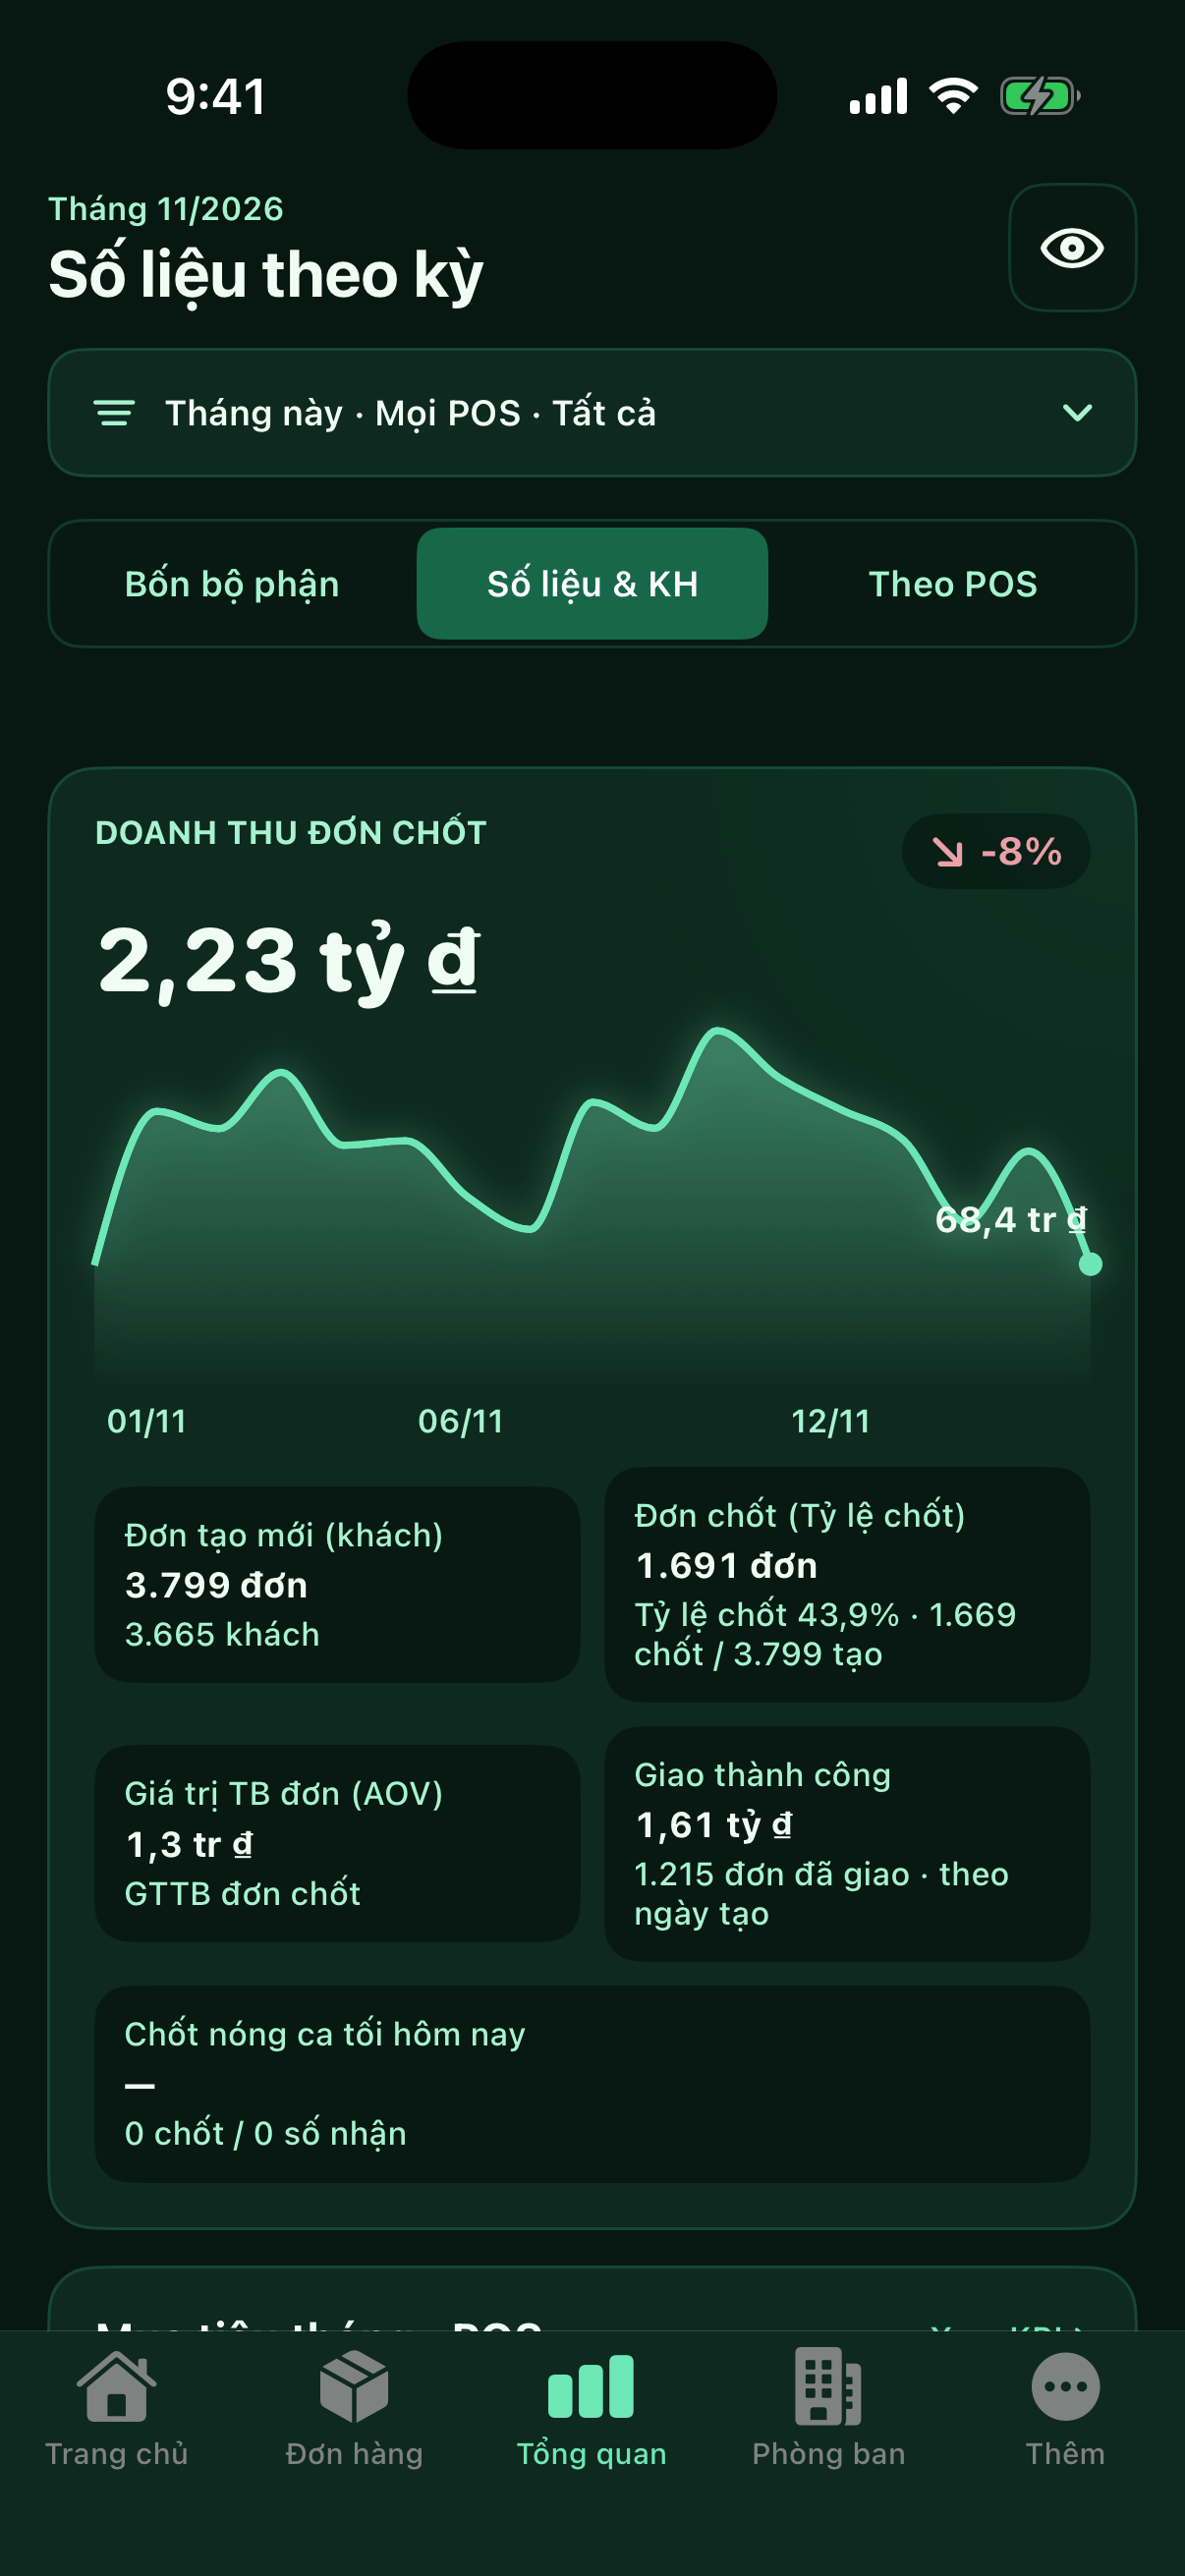 9:41
Tháng 11/2026
Số liệu theo kỳ
Tháng này · Mọi POS · Tất cả
Bốn bộ phận
Số liệu & KH
Theo POS
DOANH THU ĐƠN CHỐT
-8%
2,23 tỷ ₫
68,4 tr ₫
01/11
06/11
12/11
Đơn tạo mới (khách)
3.799 đơn
3.665 khách
Đơn chốt (Tỷ lệ chốt)
1.691 đơn
Tỷ lệ chốt 43,9% · 1.669
chốt / 3.799 tạo
Giá trị TB đơn (AOV)
1,3 tr ₫
GTTB đơn chốt
Giao thành công
1,61 tỷ ₫
1.215 đơn đã giao · theo
ngày tạo
Chốt nóng ca tối hôm nay
—
0 chốt / 0 số nhận
Trang chủ
Đơn hàng
Tổng quan
Phòng ban
Thêm